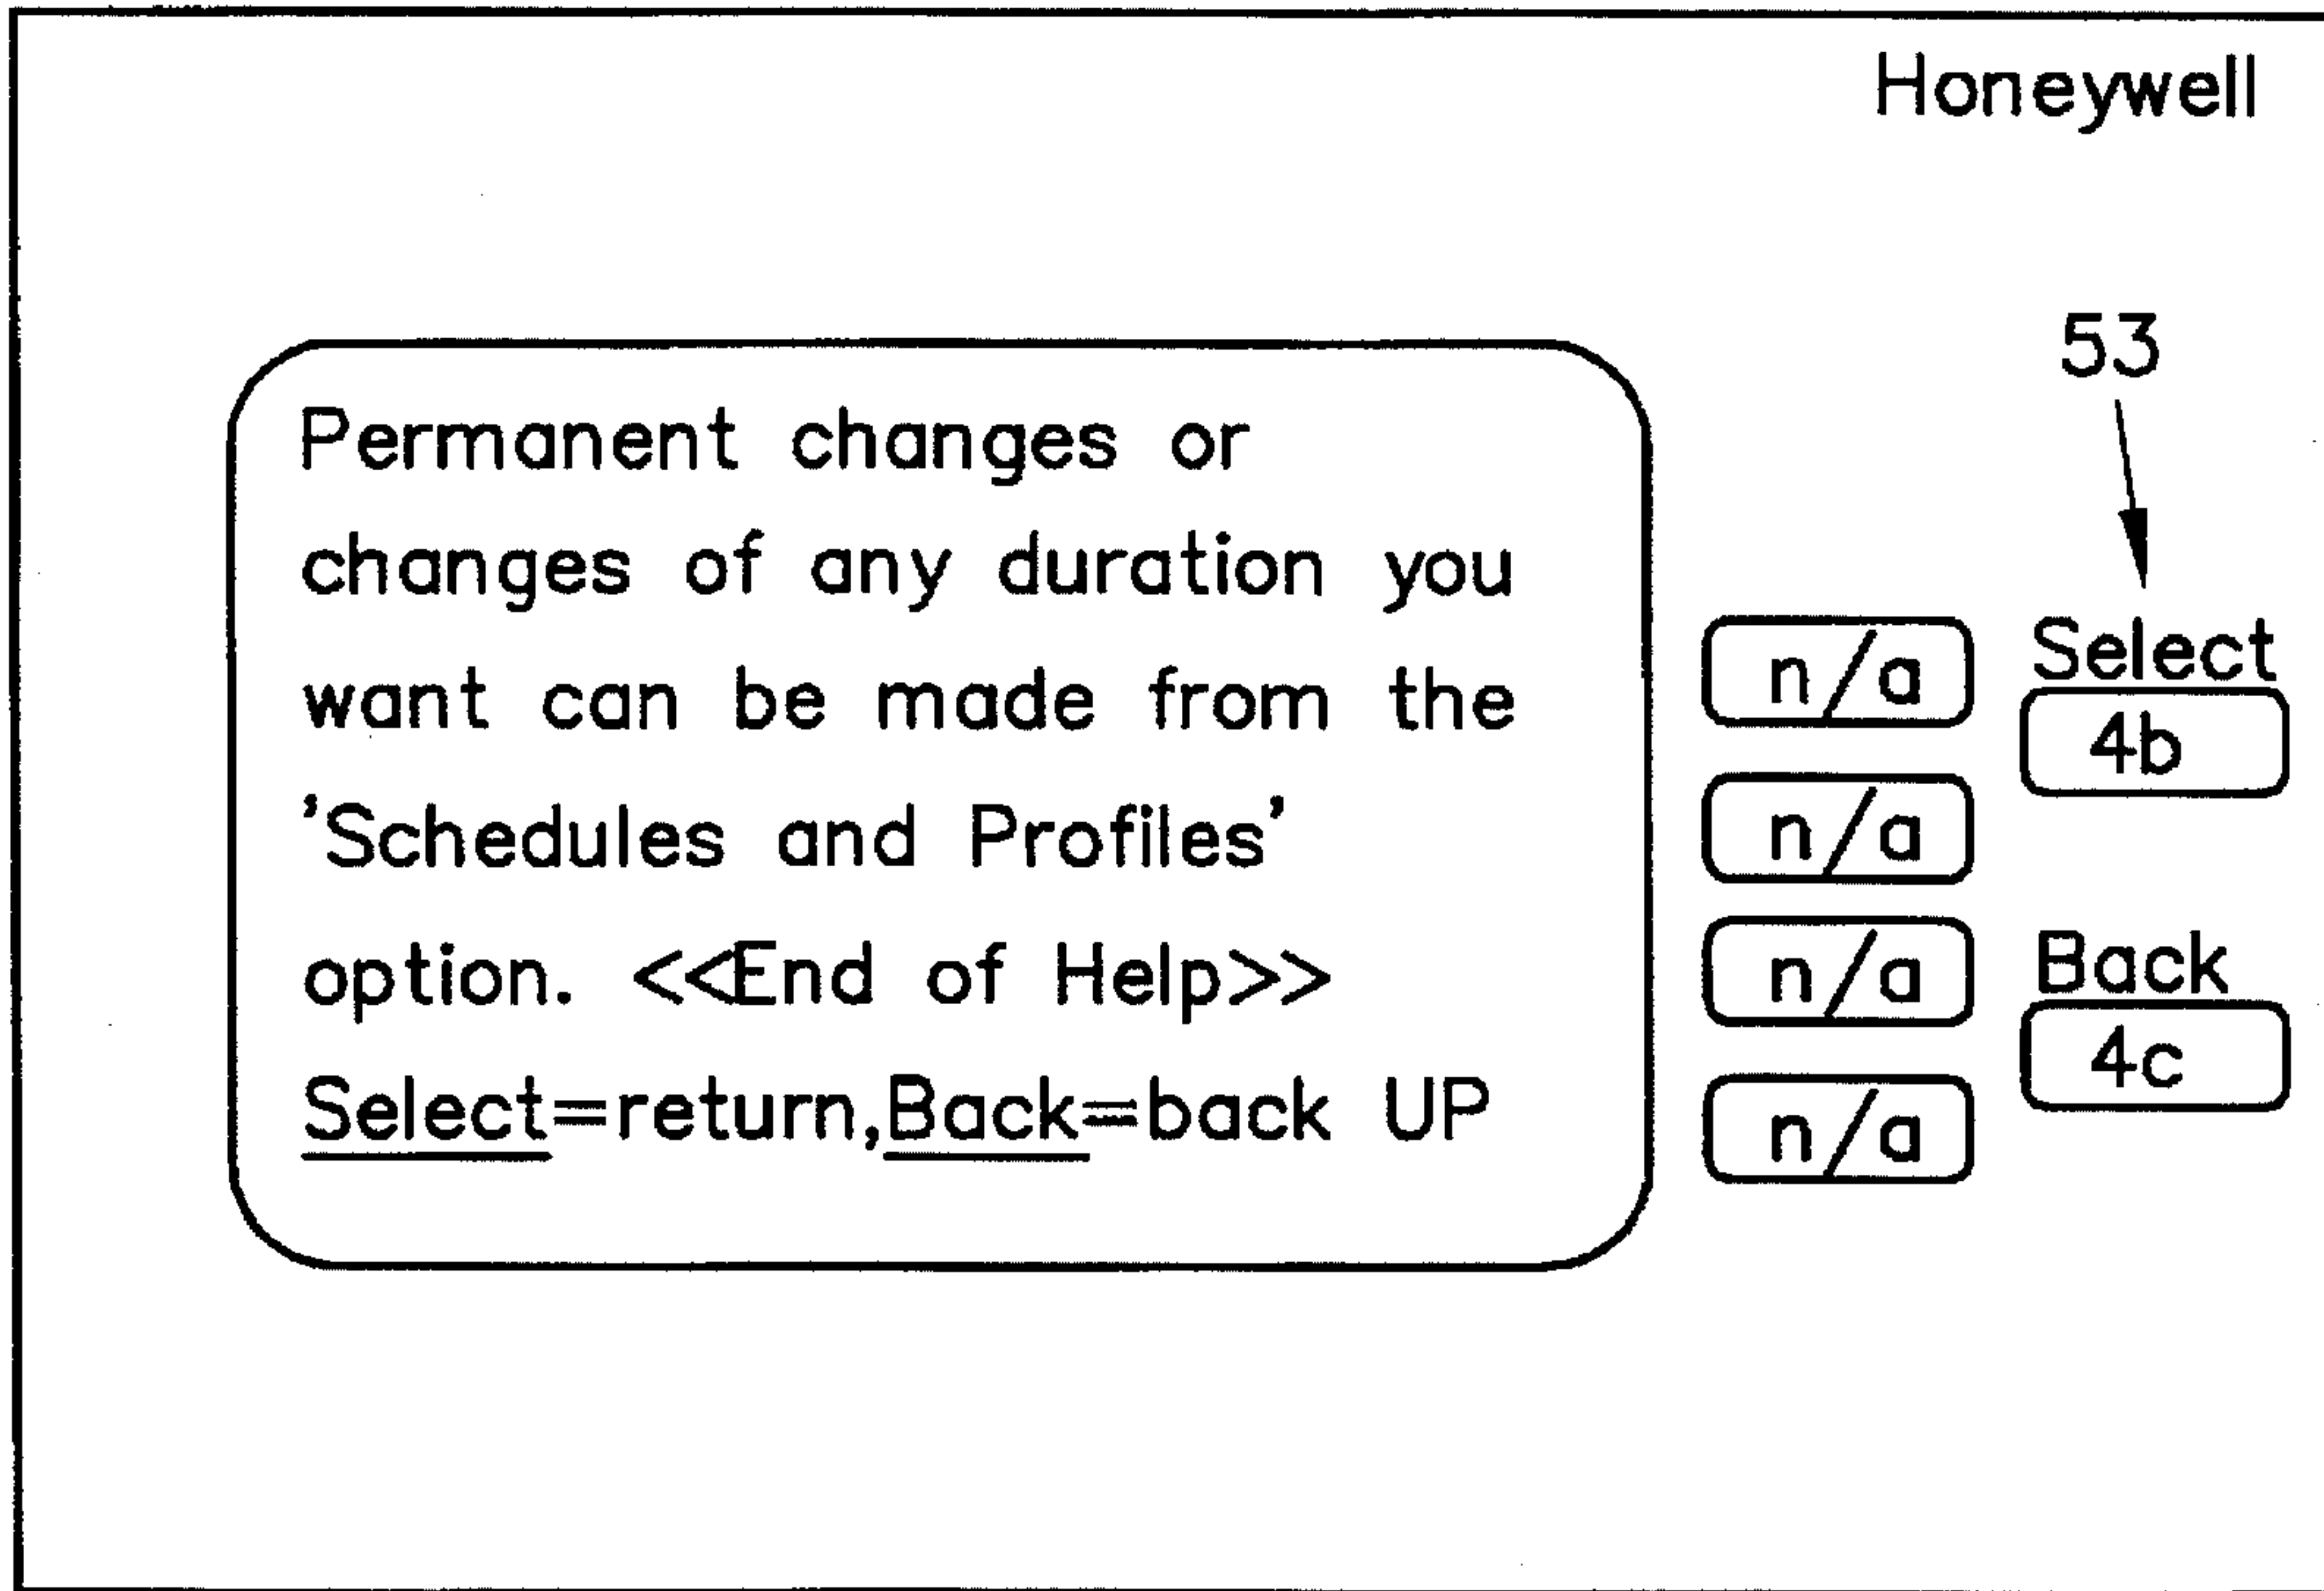 Honeywell
53
Permanent changes or
changes of any duration you
want can be made from the
'Schedules and Profiles'
option. <<End of Help>>
Select=return,Back=back UP
n/a
n/a
n/a
n/a
Select
4b
Back
4c